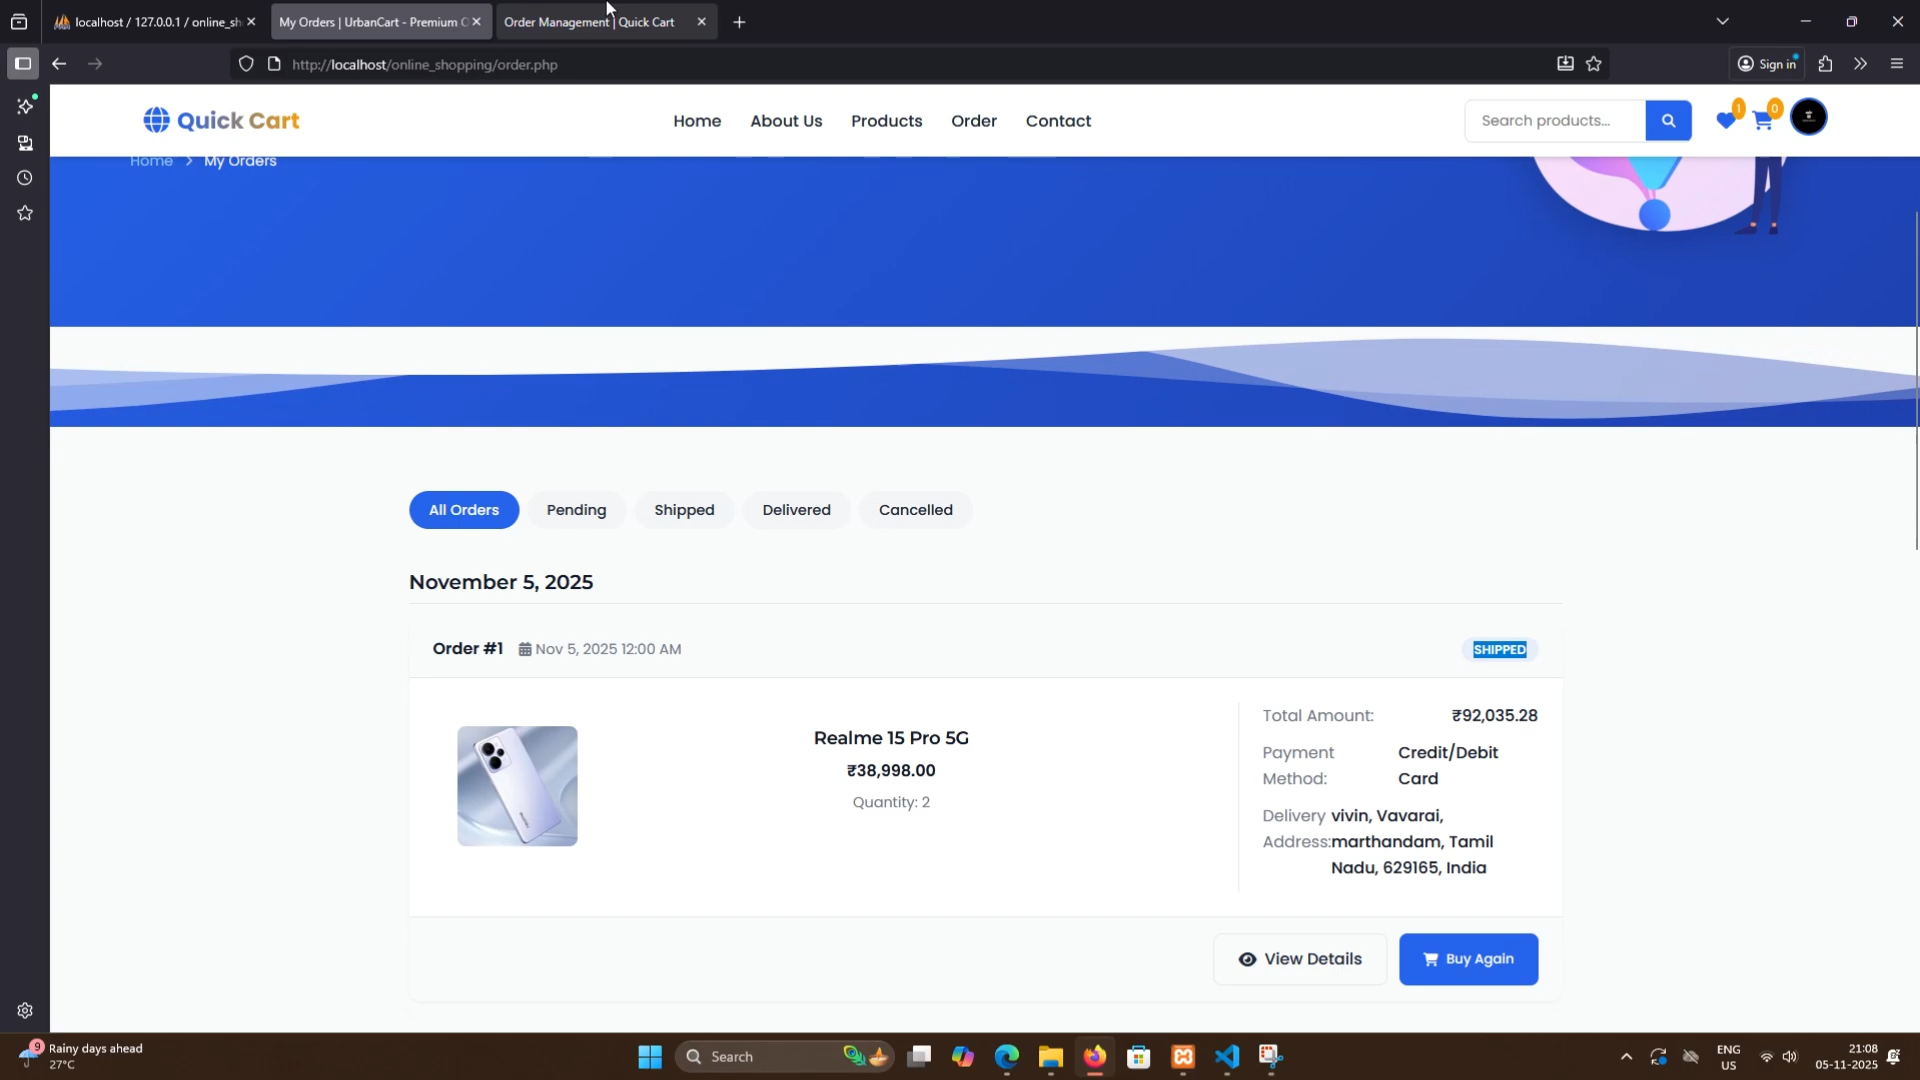 localhost / 127.0.0.1 / online_sh
My Orders | UrbanCart - Premium C
Order Management | Quick Cart
http://localhost/online_shopping/order.php
Sign in
Quick Cart
Home
About Us
Products
Order
Contact
Search products...
1
0
Home > My Orders
All Orders
Pending
Shipped
Delivered
Cancelled
November 5, 2025
Order #1
Nov 5, 2025 12:00 AM
SHIPPED
Realme 15 Pro 5G
₹38,998.00
Quantity: 2
Total Amount: ₹92,035.28
Payment Method: Credit/Debit Card
Delivery Address: vivin, Vavarai,
marthandam, Tamil
Nadu, 629165, India
View Details
Buy Again
9
Rainy days ahead
27°C
Search
ENG
US
21:08
05-11-2025